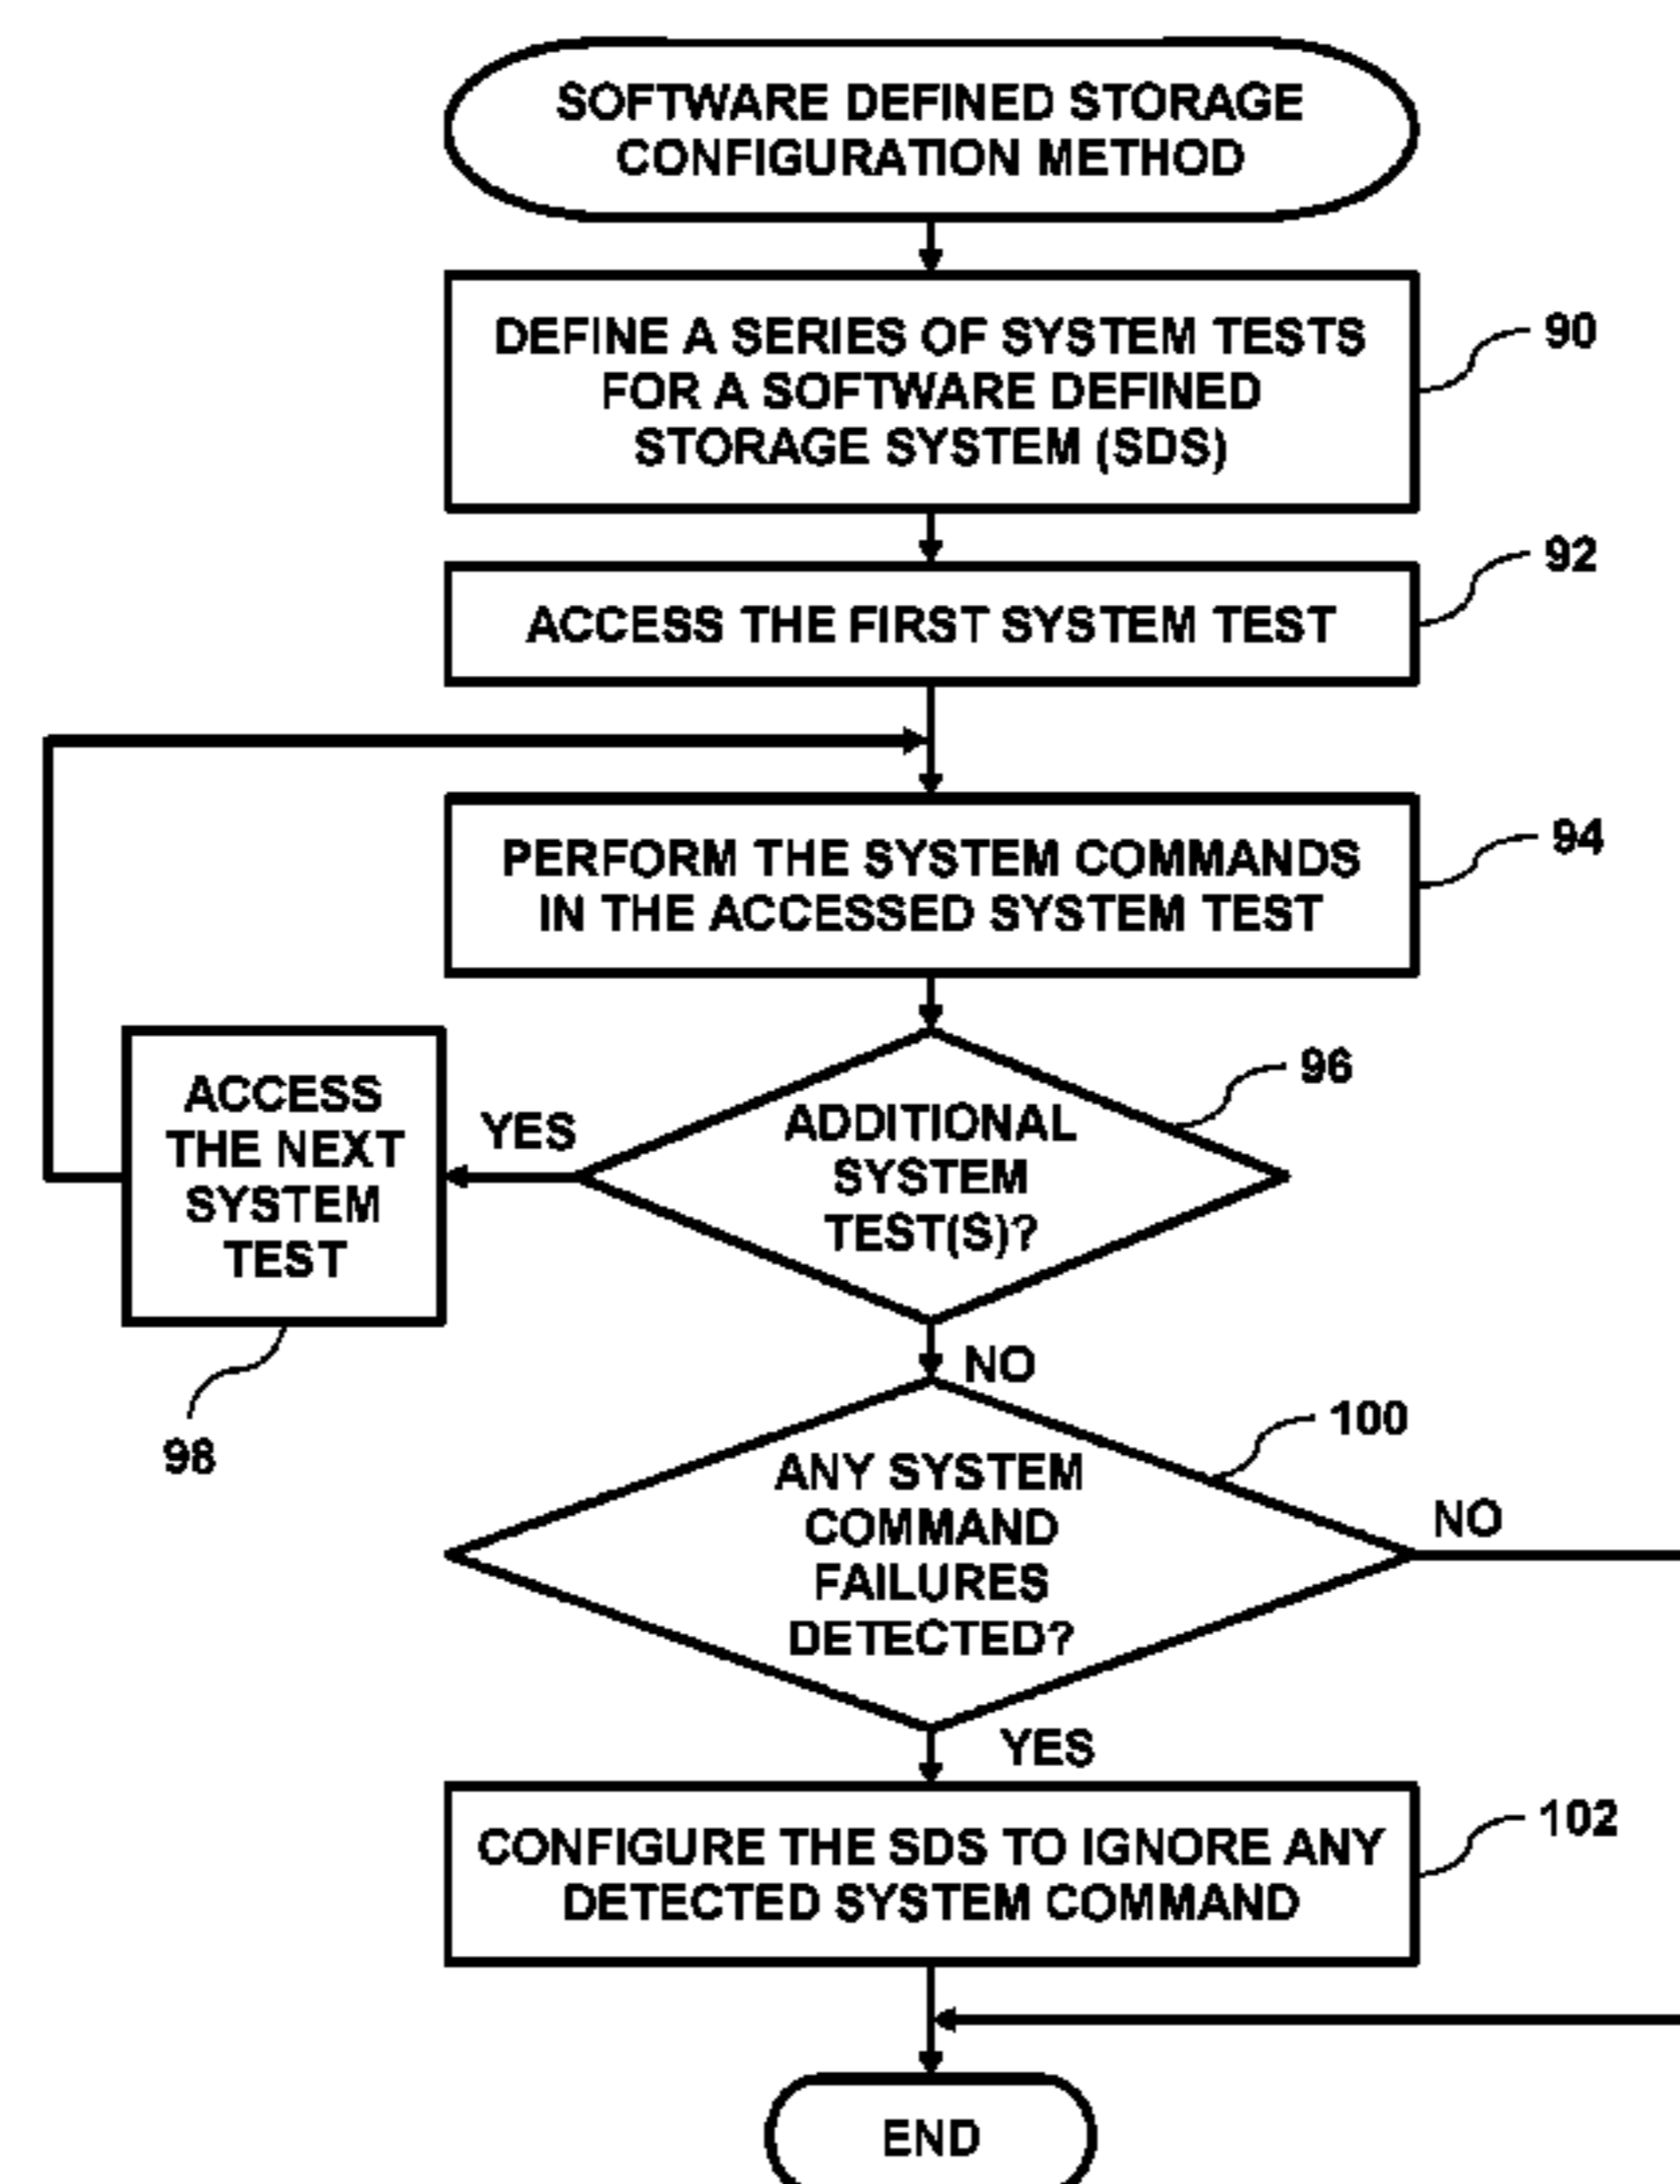 SOFTWARE DEFINED STORAGE
CONFIGURATION METHOD
DEFINE A SERIES OF SYSTEM TESTS
FOR A SOFTWARE DEFINED
STORAGE SYSTEM (SDS)
90
ACCESS THE FIRST SYSTEM TEST
92
PERFORM THE SYSTEM COMMANDS
IN THE ACCESSED SYSTEM TEST
94
ADDITIONAL
SYSTEM
TEST(S)?
96
YES
ACCESS
THE NEXT
SYSTEM
TEST
98
NO
ANY SYSTEM
COMMAND
FAILURES
DETECTED?
100
NO
YES
CONFIGURE THE SDS TO IGNORE ANY
DETECTED SYSTEM COMMAND
102
END